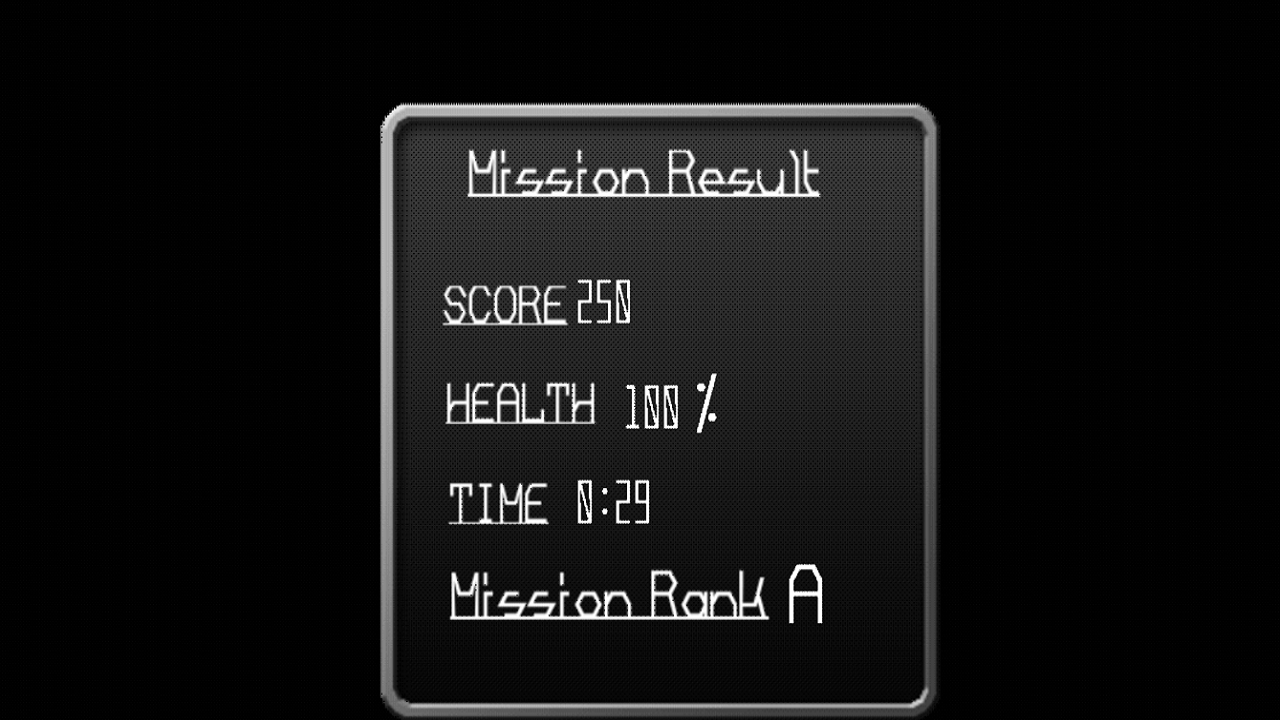 Mission Result
SCORE 250
HEALTH 100 %
TIME 0:29
Mission Rank A